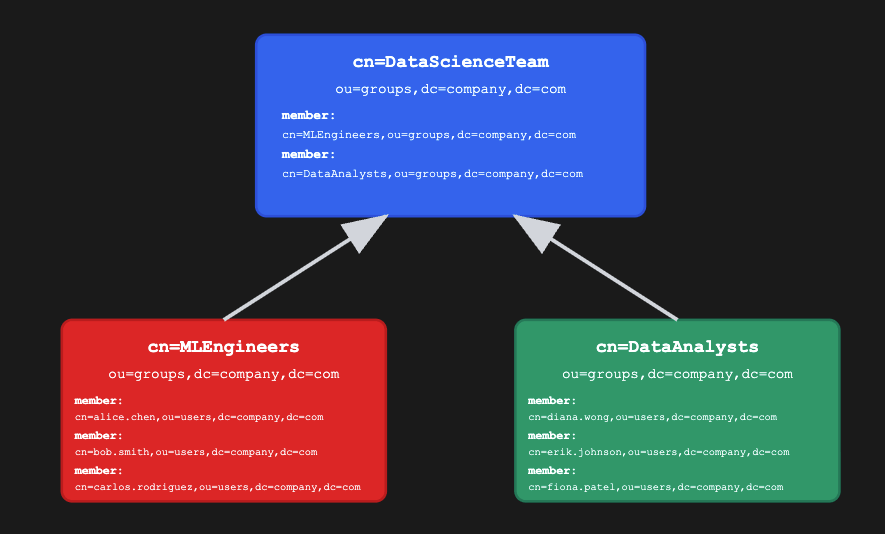 cn=DataScienceTeam
ou=groups,dc=company,dc=com
member:
cn=MLEngineers,ou=groups,dc=company,dc=com
member:
cn=DataAnalysts,ou=groups,dc=company,dc=com
cn=MLEngineers
ou=groups,dc=company,dc=com
member:
cn=alice.chen,ou=users,dc=company,dc=com
member:
cn=bob.smith,ou=users,dc=company,dc=com
member:
cn=carlos.rodriguez,ou=users,dc=company,dc=com
cn=DataAnalysts
ou=groups,dc=company,dc=com
member:
cn=diana.wong,ou=users,dc=company,dc=com
member:
cn=erik.johnson,ou=users,dc=company,dc=com
member:
cn=fiona.patel,ou=users,dc=company,dc=com